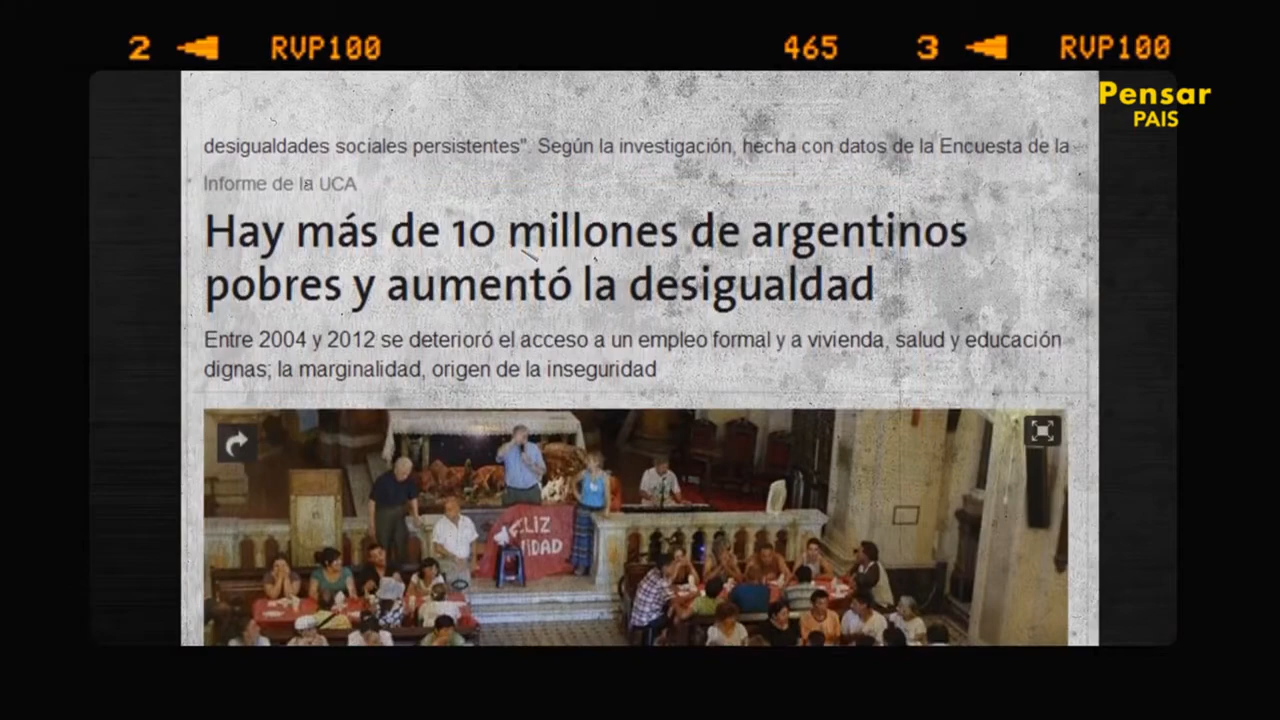 2 RVP100 465 3 RVP100
Pensar
PAIS
desigualdades sociales persistentes". Según la investigación, hecha con datos de la Encuesta de la
Informe de la UCA
Hay más de 10 millones de argentinos
pobres y aumentó la desigualdad
Entre 2004 y 2012 se deterioró el acceso a un empleo formal y a vivienda, salud y educación
dignas; la marginalidad, origen de la inseguridad